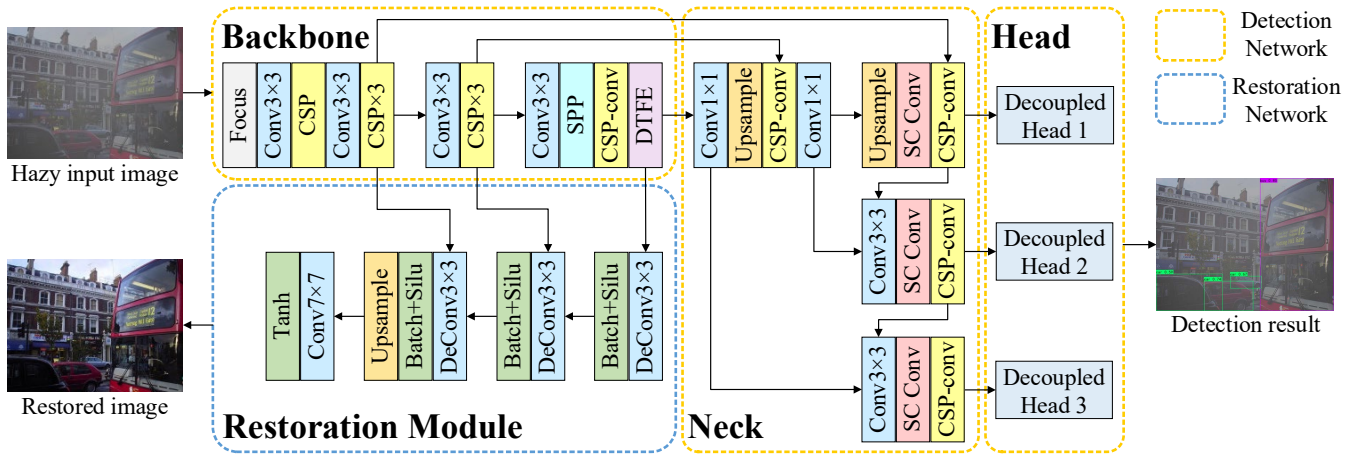 Backbone
Neck
Head
Detection
Network
Restoration
Network
Hazy input image
Focus
Conv3×3
CSP
Conv3×3
CSP×3
Conv3×3
CSP×3
Conv3×3
SPP
CSP-conv
DTFE
Conv1×1
Upsample
CSP-conv
Conv1×1
Upsample
SC Conv
CSP-conv
Decoupled
Head 1
Conv3×3
SC Conv
CSP-conv
Decoupled
Head 2
Detection result
Conv3×3
SC Conv
CSP-conv
Decoupled
Head 3
Tanh
Conv7×7
Upsample
Batch+Silu
DeConv3×3
Batch+Silu
DeConv3×3
Batch+Silu
DeConv3×3
Restored image
Restoration Module